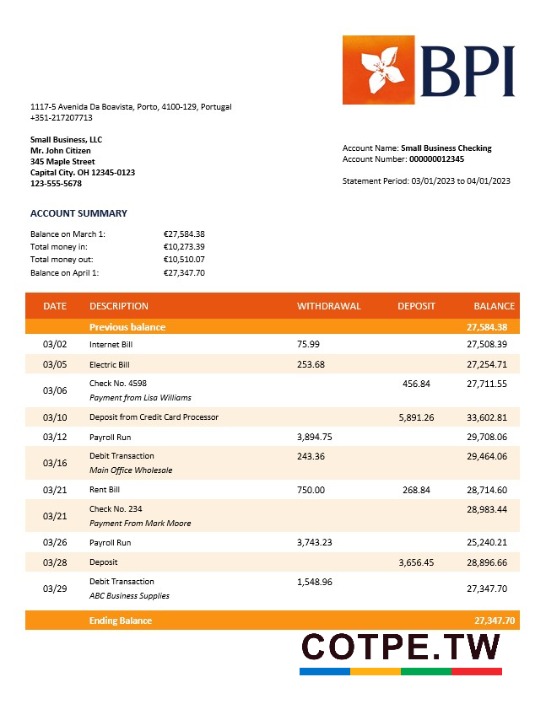 BPI
1117-5 Avenida Da Boavista, Porto, 4100-129, Portugal
+351-217207713
Small Business, LLC
Mr. John Citizen
345 Maple Street
Capital City. OH 12345-0123
123-555-5678
Account Name: Small Business Checking
Account Number: 000000012345
Statement Period: 03/01/2023 to 04/01/2023
ACCOUNT SUMMARY
Balance on March 1: €27,584.38
Total money in: €10,273.39
Total money out: €10,510.07
Balance on April 1: €27,347.70
DATE DESCRIPTION WITHDRAWAL DEPOSIT BALANCE
Previous balance 27,584.38
03/02 Internet Bill 75.99 27,508.39
03/05 Electric Bill 253.68 27,254.71
03/06 Check No. 4598 456.84 27,711.55
Payment from Lisa Williams
03/10 Deposit from Credit Card Processor 5,891.26 33,602.81
03/12 Payroll Run 3,894.75 29,708.06
03/16 Debit Transaction 243.36 29,464.06
Main Office Wholesale
03/21 Rent Bill 750.00 268.84 28,714.60
03/21 Check No. 234 28,983.44
Payment From Mark Moore
03/26 Payroll Run 3,743.23 25,240.21
03/28 Deposit 3,656.45 28,896.66
03/29 Debit Transaction 1,548.96 27,347.70
ABC Business Supplies
Ending Balance 27,347.70
COTPE.TW